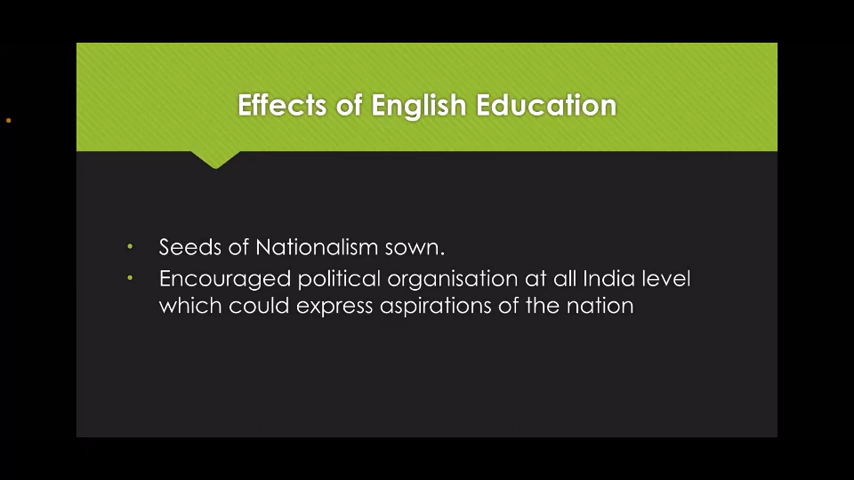 Effects of English Education
• Seeds of Nationalism sown.
• Encouraged political organisation at all India level
which could express aspirations of the nation